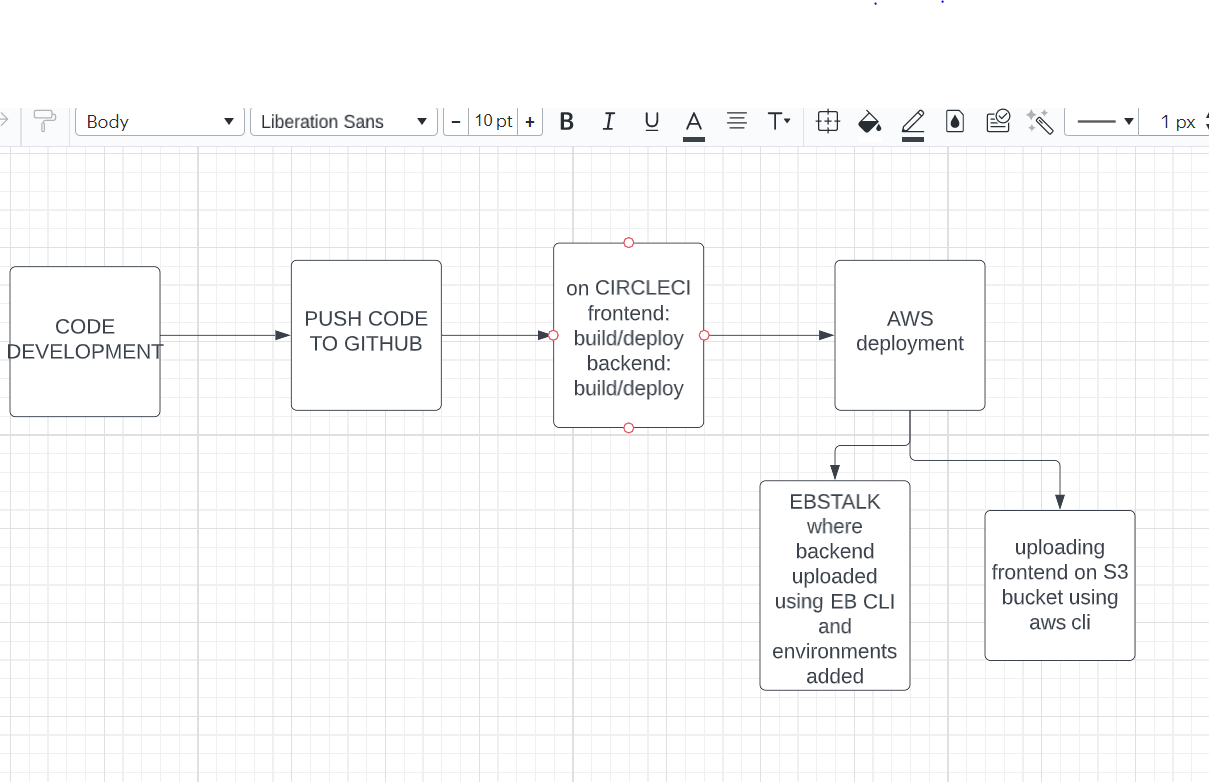 Body
Liberation Sans
- 10 pt +
B I U A T
1 px
CODE
DEVELOPMENT
PUSH CODE
TO GITHUB
on CIRCLECI
frontend:
build/deploy
backend:
build/deploy
AWS
deployment
EBSTALK
where
backend
uploaded
using EB CLI
and
environments
added
uploading
frontend on S3
bucket using
aws cli